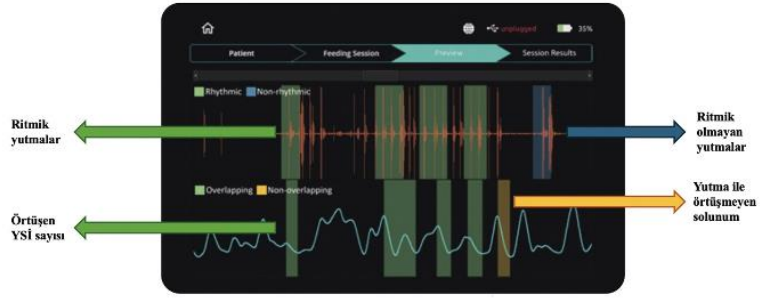 unplugged
35%
Patient
Feeding Session
Preview
Session Results
Rhythmic
Non-rhythmic
Ritmik
yutmalar
Ritmik
olmayan
yutmalar
Overlapping
Non-overlapping
Örtüşen
YSİ sayısı
Yutma ile
örtüşmeyen
solunum